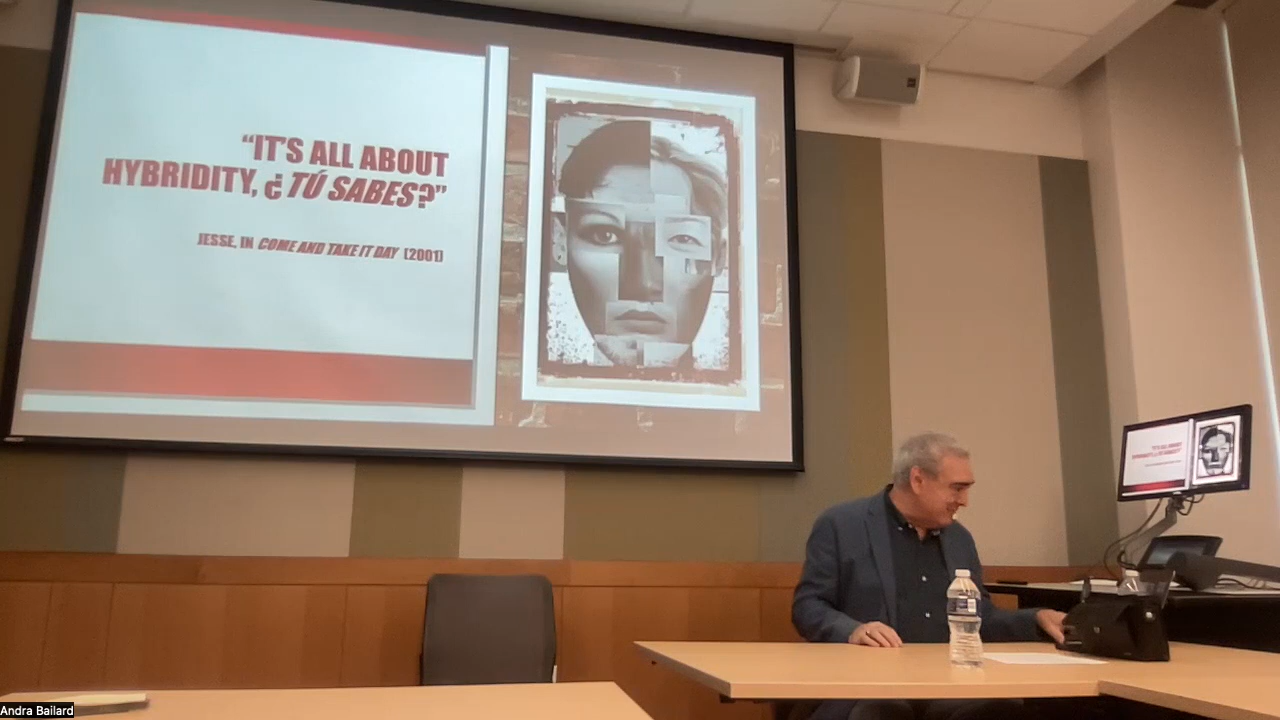 “IT'S ALL ABOUT
HYBRIDITY, ¿TÚ SABES?”
JESSE, IN COME AND TAKE IT DAY (2001)
Andra Bailard